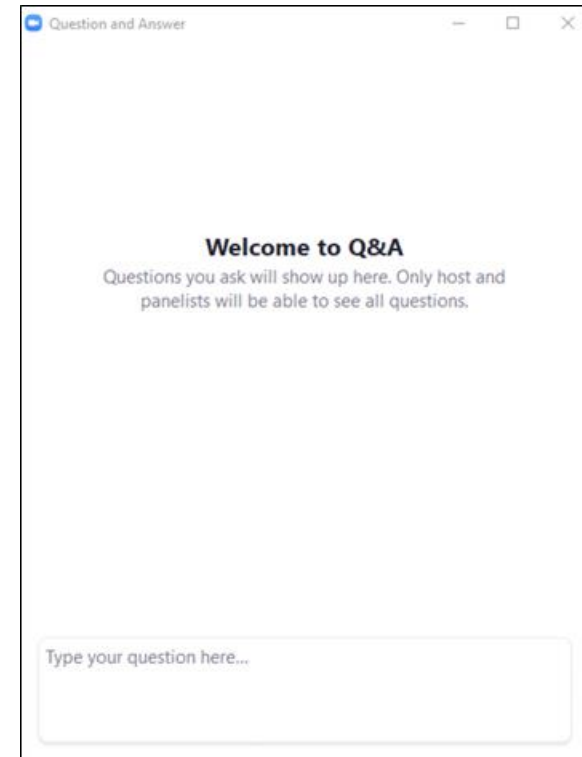 Question and Answer
Welcome to Q&A
Questions you ask will show up here. Only host and
panelists will be able to see all questions.
Type your question here...